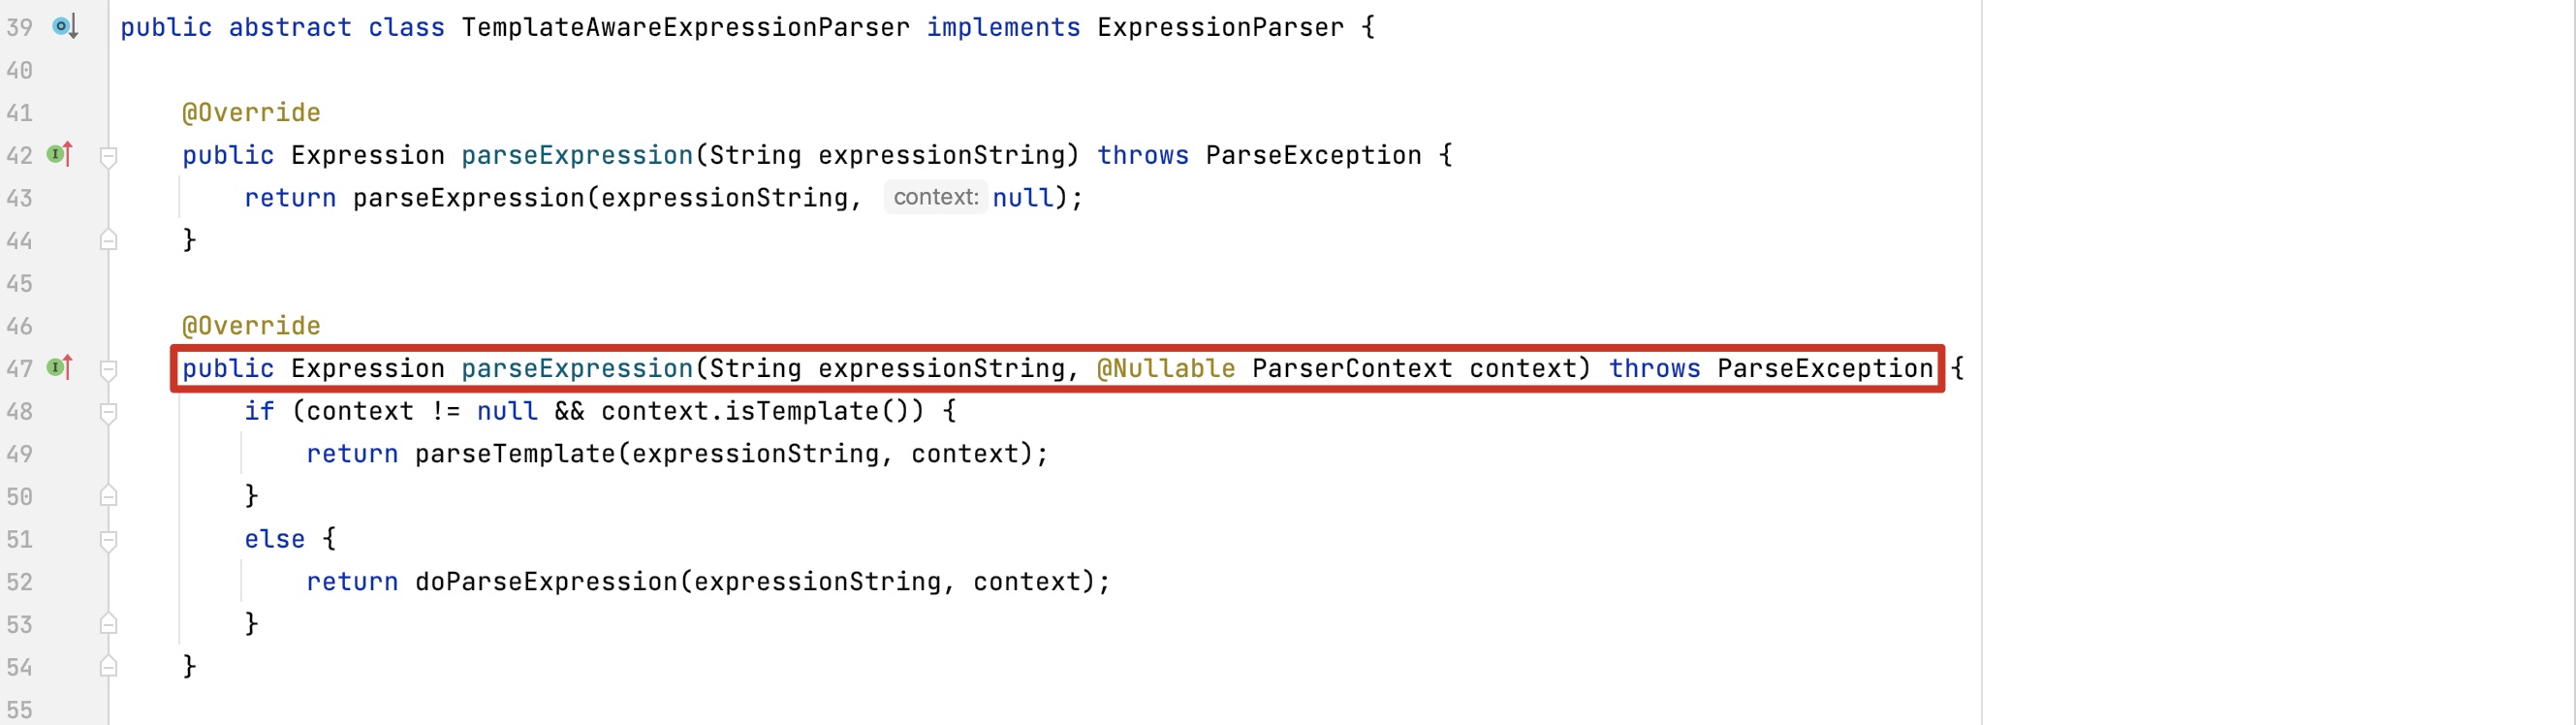 39 public abstract class TemplateAwareExpressionParser implements ExpressionParser {
40
41 @Override
42 public Expression parseExpression(String expressionString) throws ParseException {
43 return parseExpression(expressionString, context: null);
44 }
45
46 @Override
47 public Expression parseExpression(String expressionString, @Nullable ParserContext context) throws ParseException {
48 if (context != null && context.isTemplate()) {
49 return parseTemplate(expressionString, context);
50 }
51 else {
52 return doParseExpression(expressionString, context);
53 }
54 }
55